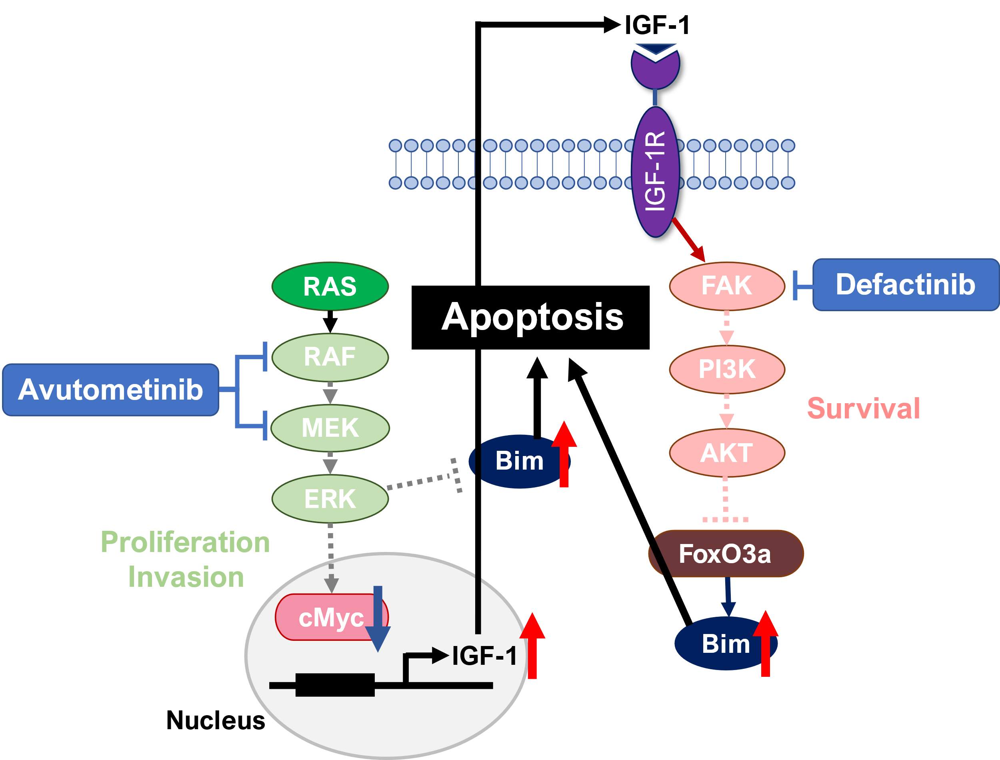 IGF-1
IGF-1R
RAS
FAK
Defactinib
Apoptosis
RAF
PI3K
Avutometinib
MEK
Survival
AKT
Bim
ERK
Proliferation
Invasion
FoxO3a
cMyc
IGF-1
Bim
Nucleus